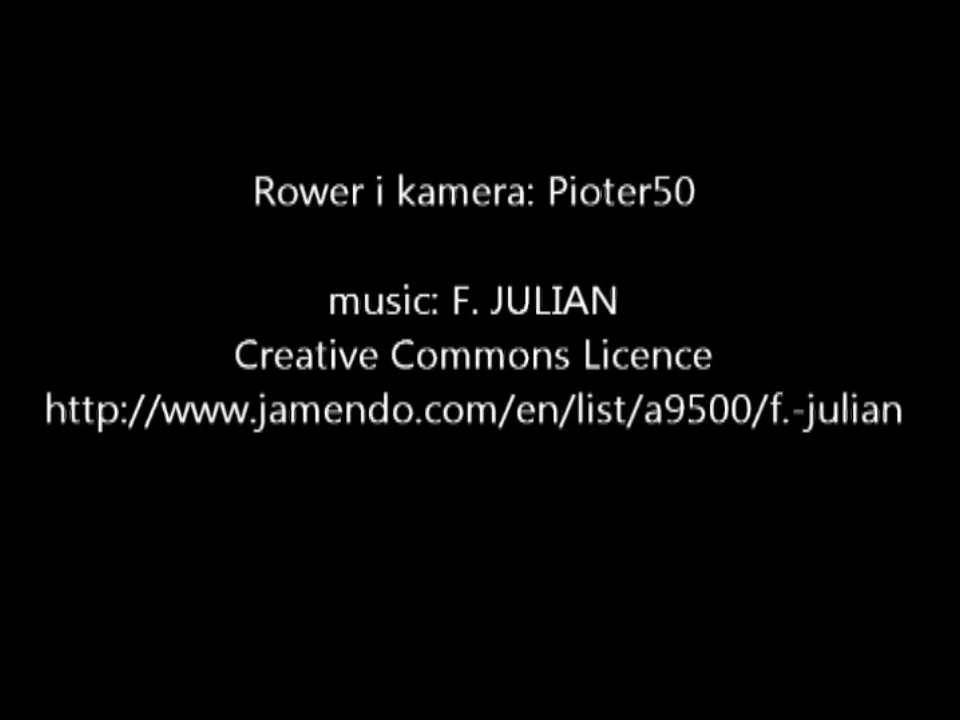 Rower i kamera: Pioter50
music: F. JULIAN
Creative Commons Licence
http://www.jamendo.com/en/list/a9500/f.-julian